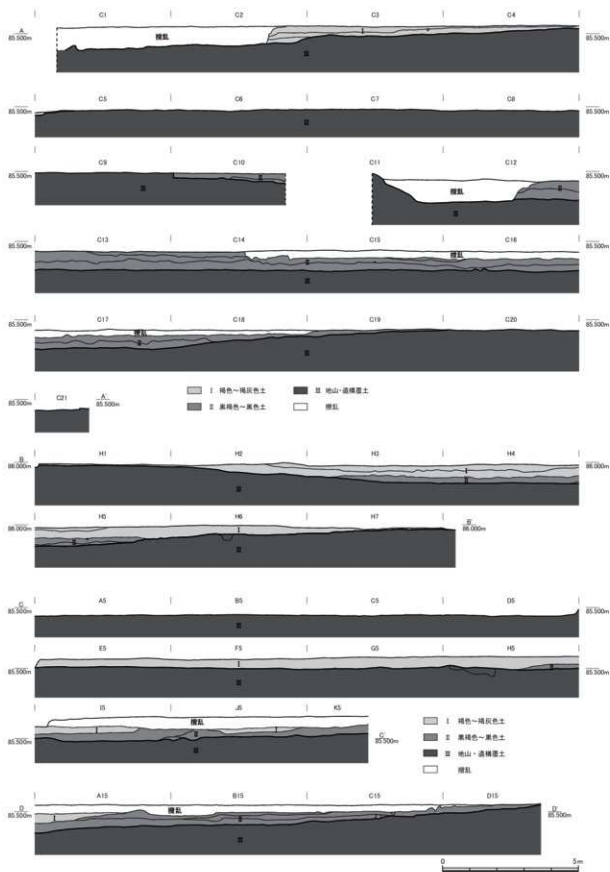 C1 C2 C3 C4
A
85.500m 85.500m
撹乱 Ⅰ
Ⅲ
C5 C6 C7 C8
85.500m 85.500m
Ⅲ
C9 C10 C11 C12
85.500m 85.500m
Ⅱ 撹乱 Ⅱ
Ⅲ Ⅲ
C13 C14 C15 C16
85.500m 85.500m
撹乱
Ⅱ
Ⅲ
C17 C18 C19 C20
85.500m 85.500m
撹乱
Ⅱ
Ⅲ
Ⅰ 褐色～褐灰色土 Ⅲ 地山・遺構覆土
Ⅱ 黒褐色～黒色土 撹乱
C21 A´
85.500m
B
H1 H2 H3 H4
86.000m 86.000m
Ⅰ
Ⅱ
Ⅲ
H5 H6 H7 B´
86.000m 86.000m
Ⅰ
Ⅱ
Ⅲ
C
A5 B5 C5 D5
85.500m 85.500m
Ⅲ
E5 F5 G5 H5
85.500m 85.500m
Ⅰ Ⅱ
Ⅲ
I5 J5 K5
撹乱
85.500m C´ 85.500m
Ⅰ Ⅱ Ⅰ
Ⅲ
Ⅰ 褐色～褐灰色土
Ⅱ 黒褐色～黒色土
Ⅲ 地山・遺構覆土
撹乱
D
A15 B15 C15 D15
85.500m D´ 85.500m
撹乱
Ⅰ Ⅱ
Ⅲ
0 5m